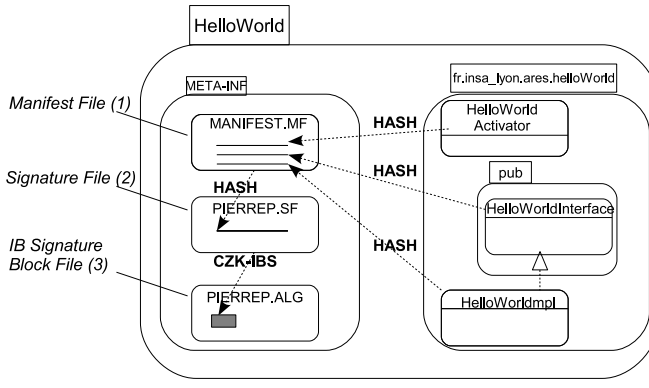 HelloWorld
META-INF
fr.insa_lyon.ares.helloWorld
Manifest File (1)
MANIFEST.MF
HASH
HelloWorld
Activator
Signature File (2)
HASH
PIERREP.SF
HASH
pub
HelloWorldInterface
IB Signature
Block File (3)
CZK-IBS
PIERREP.ALG
HASH
HelloWorldmpl